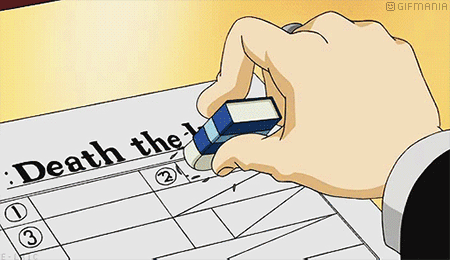 GIFMANIA
: Death the
②
①
③